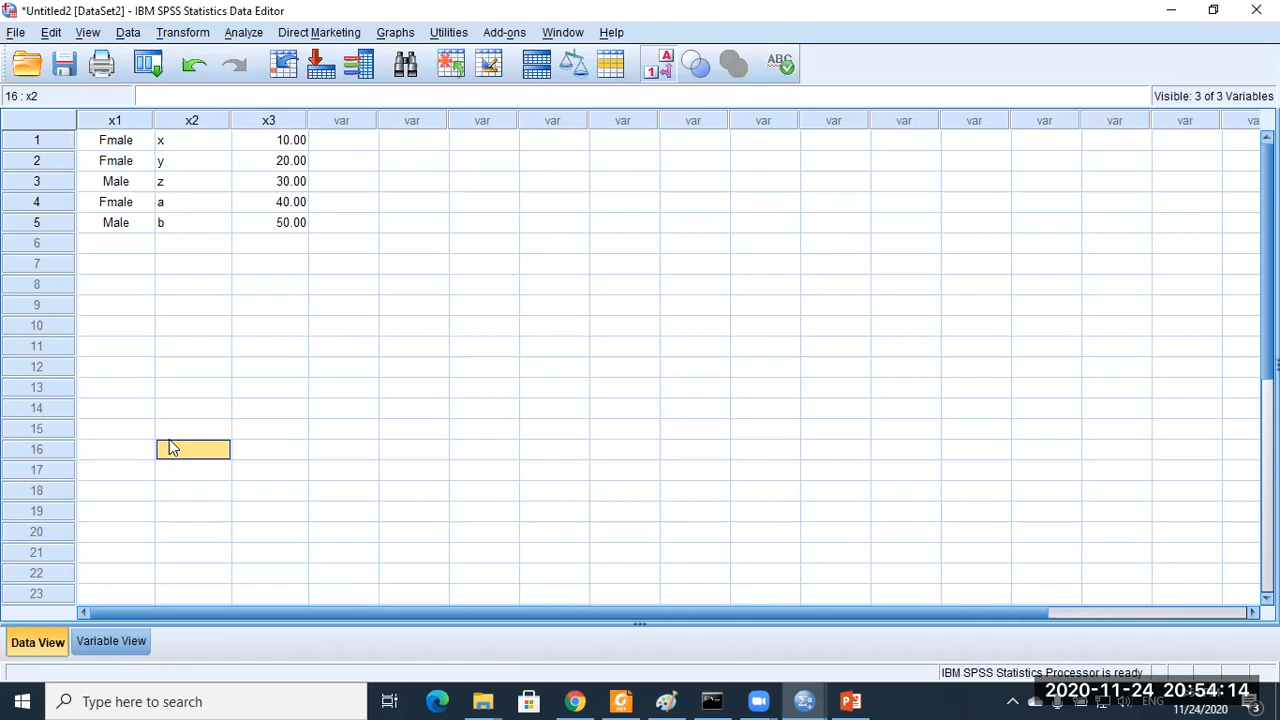 *Untitled2 [DataSet2] - IBM SPSS Statistics Data Editor
File Edit View Data Transform Analyze Direct Marketing Graphs Utilities Add-ons Window Help
A
1
ABC
16 : x2
Visible: 3 of 3 Variables
x1 x2 x3 var var var var var var var var var var var var var va
1 Fmale x 10.00
2 Fmale y 20.00
3 Male z 30.00
4 Fmale a 40.00
5 Male b 50.00
6
7
8
9
10
11
12
13
14
15
16
17
18
19
20
21
22
23
Data View Variable View
IBM SPSS Statistics Processor is ready
Type here to search
ENG
2020-11-24 20:54:14
11/24/2020
3